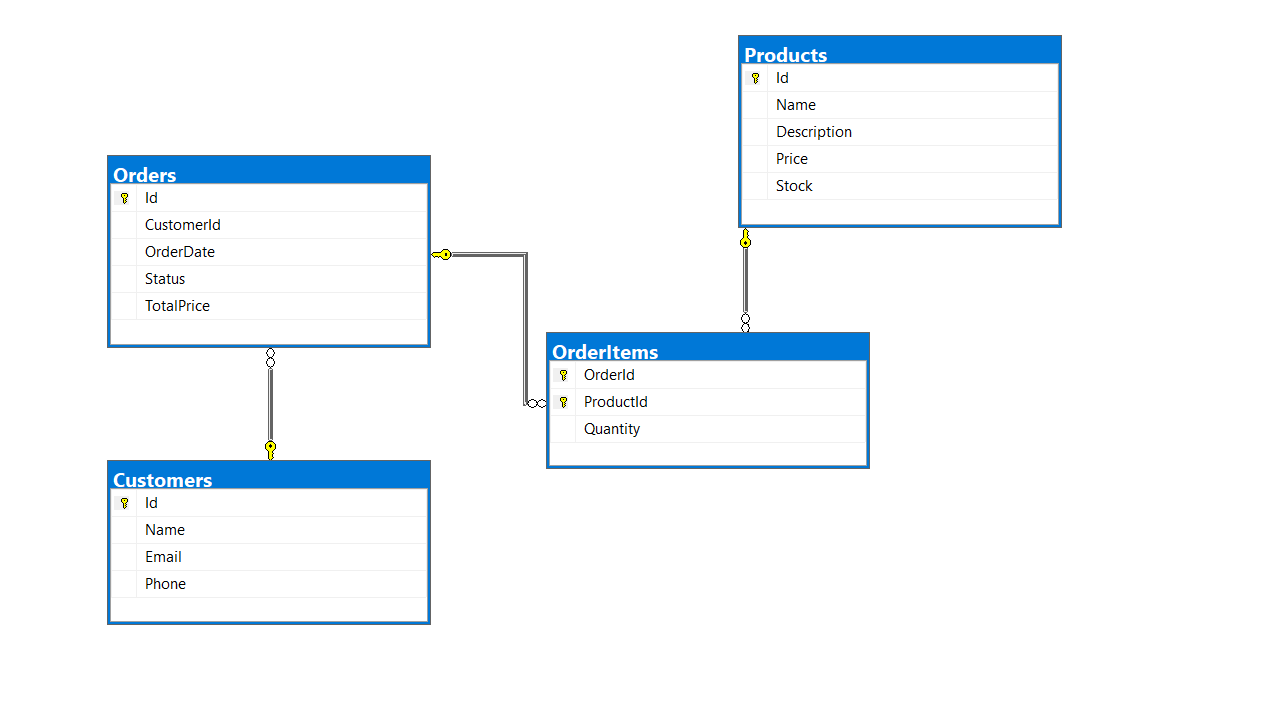 Products
Id
Name
Description
Price
Stock
Orders
Id
CustomerId
OrderDate
Status
TotalPrice
OrderItems
OrderId
ProductId
Quantity
Customers
Id
Name
Email
Phone